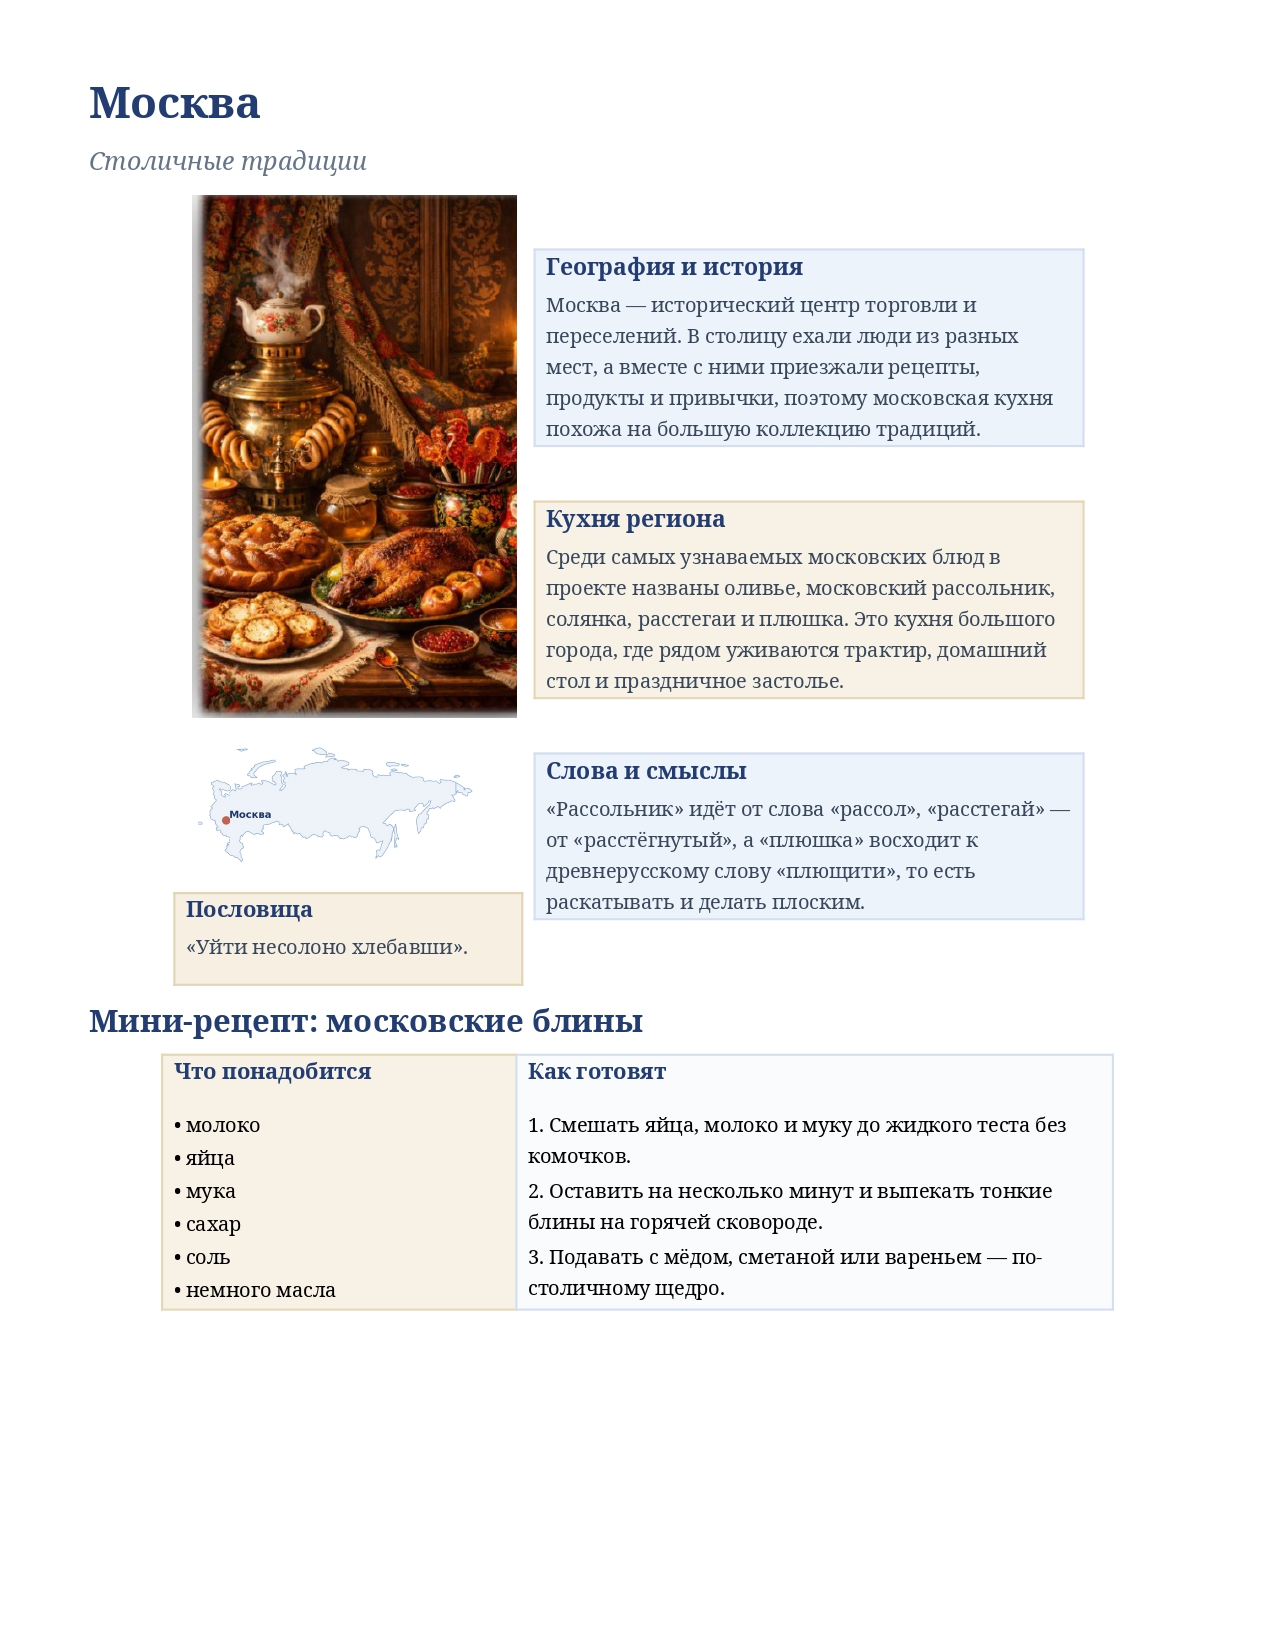 Москва
Столичные традиции
География и история
Москва — исторический центр торговли и
переселений. В столицу ехали люди из разных
мест, а вместе с ними приезжали рецепты,
продукты и привычки, поэтому московская кухня
похожа на большую коллекцию традиций.
Кухня региона
Среди самых узнаваемых московских блюд в
проекте названы оливье, московский рассольник,
солянка, расстегаи и плюшка. Это кухня большого
города, где рядом уживаются трактир, домашний
стол и праздничное застолье.
Москва
Слова и смыслы
«Рассольник» идёт от слова «рассол», «расстегай» —
от «расстёгнутый», а «плюшка» восходит к
древнерусскому слову «плющити», то есть
раскатывать и делать плоским.
Пословица
«Уйти несолоно хлебавши».
Мини-рецепт: московские блины
Что понадобится
• молоко
• яйца
• мука
• сахар
• соль
• немного масла
Как готовят
1. Смешать яйца, молоко и муку до жидкого теста без
комочков.
2. Оставить на несколько минут и выпекать тонкие
блины на горячей сковороде.
3. Подавать с мёдом, сметаной или вареньем — по-
столичному щедро.